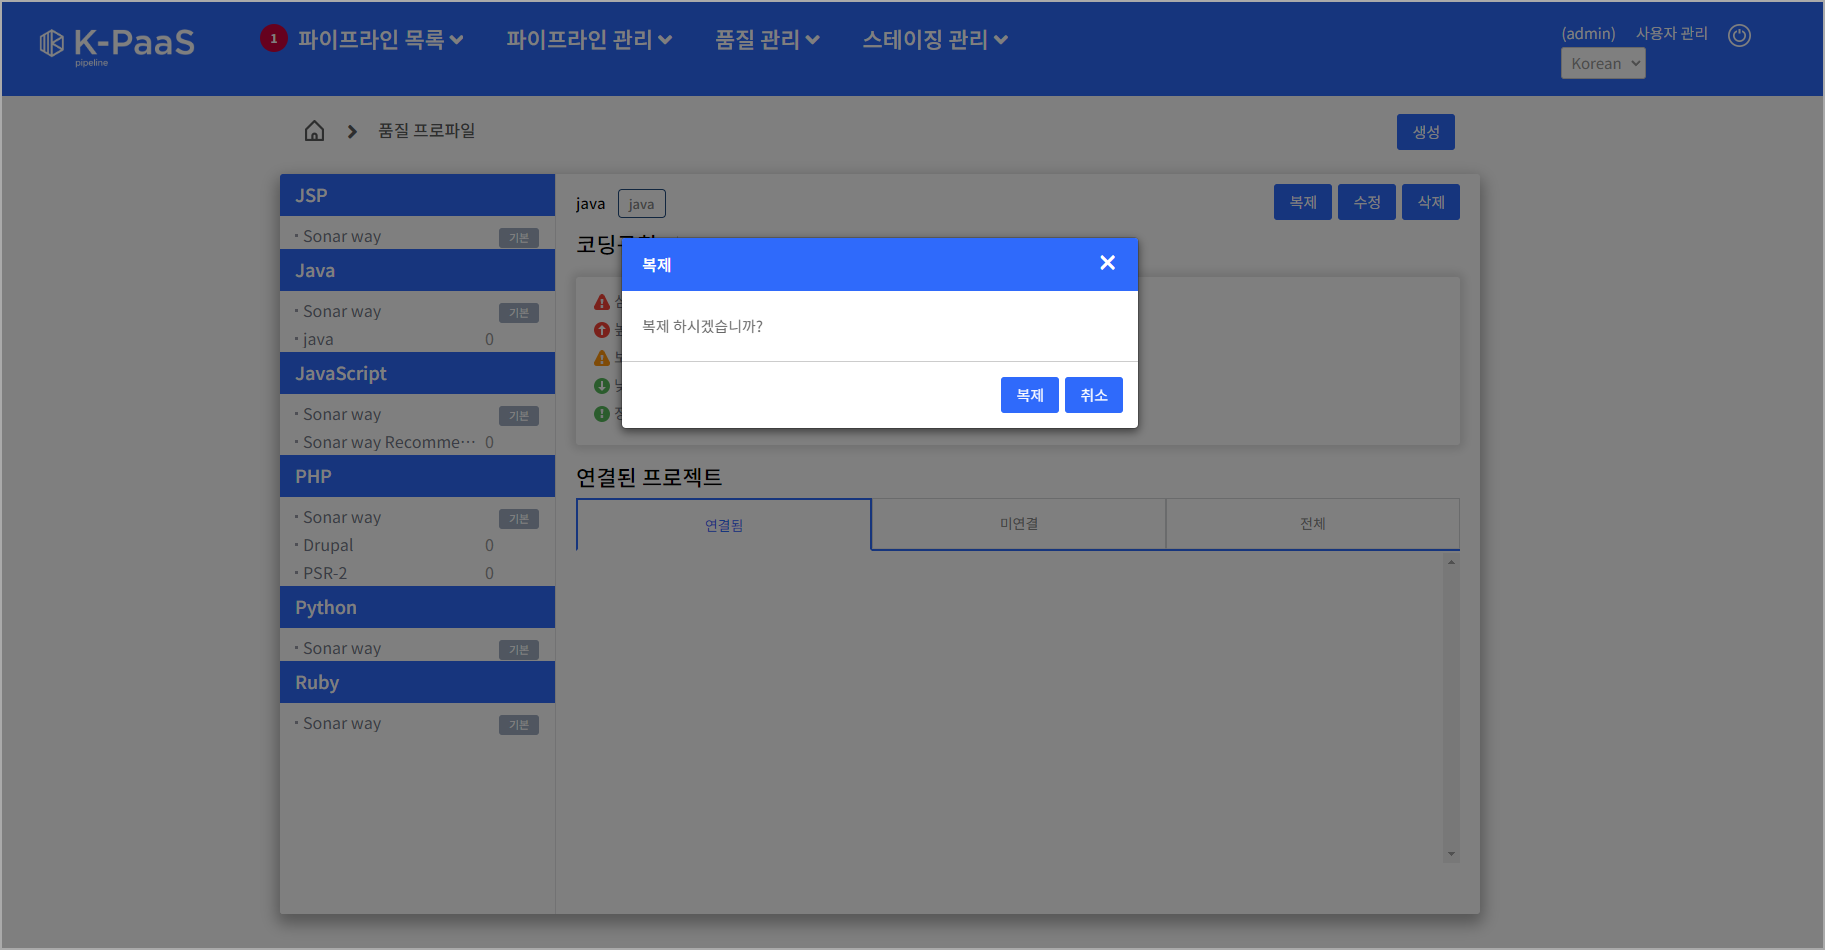 K-PaaS
pipeline
1 파이프라인 목록
파이프라인 관리
품질 관리
스테이징 관리
(admin)
사용자 관리
Korean
품질 프로파일
생성
JSP
· Sonar way 기본
Java
· Sonar way 기본
· java 0
JavaScript
· Sonar way 기본
· Sonar way Recomme··· 0
PHP
· Sonar way 기본
· Drupal 0
· PSR-2 0
Python
· Sonar way 기본
Ruby
· Sonar way 기본
java java
복제
수정
삭제
복제
복제 하시겠습니까?
복제
취소
연결된 프로젝트
연결됨
미연결
전체